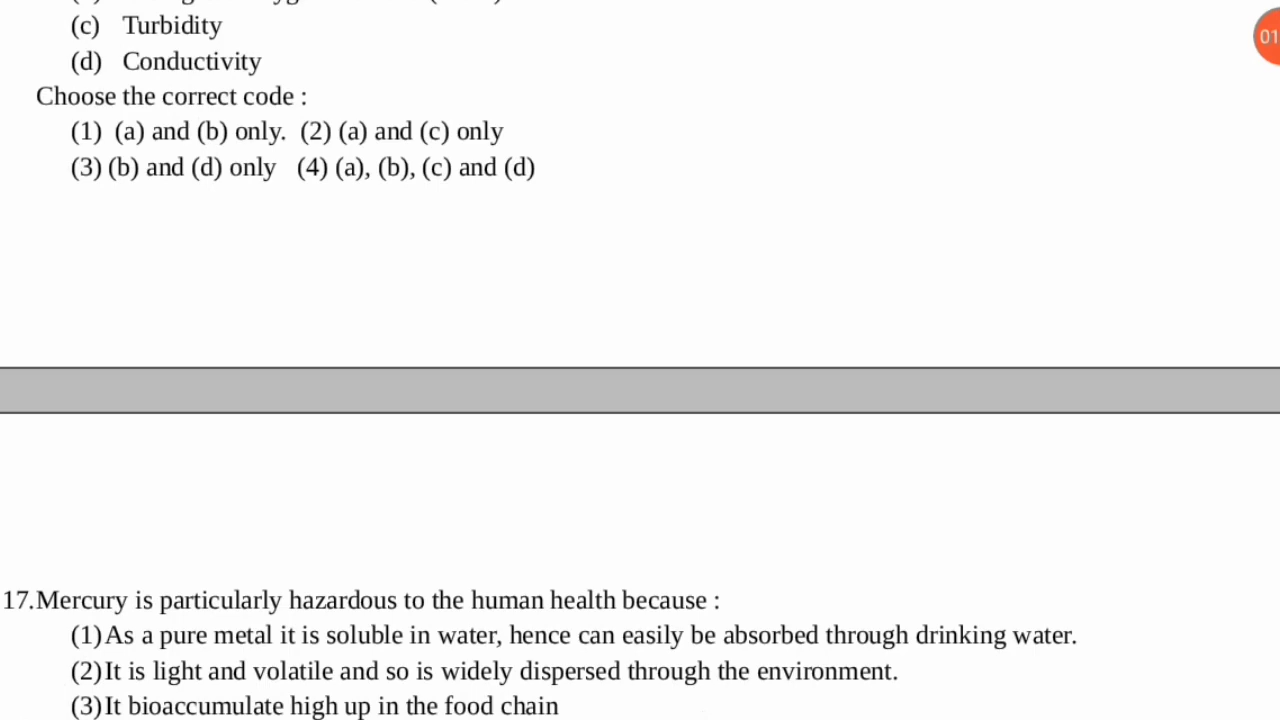 (c) Turbidity
01
(d) Conductivity
Choose the correct code :
(1) (a) and (b) only. (2) (a) and (c) only
(3) (b) and (d) only (4) (a), (b), (c) and (d)
17.Mercury is particularly hazardous to the human health because :
(1)As a pure metal it is soluble in water, hence can easily be absorbed through drinking water.
(2)It is light and volatile and so is widely dispersed through the environment.
(3)It bioaccumulate high up in the food chain